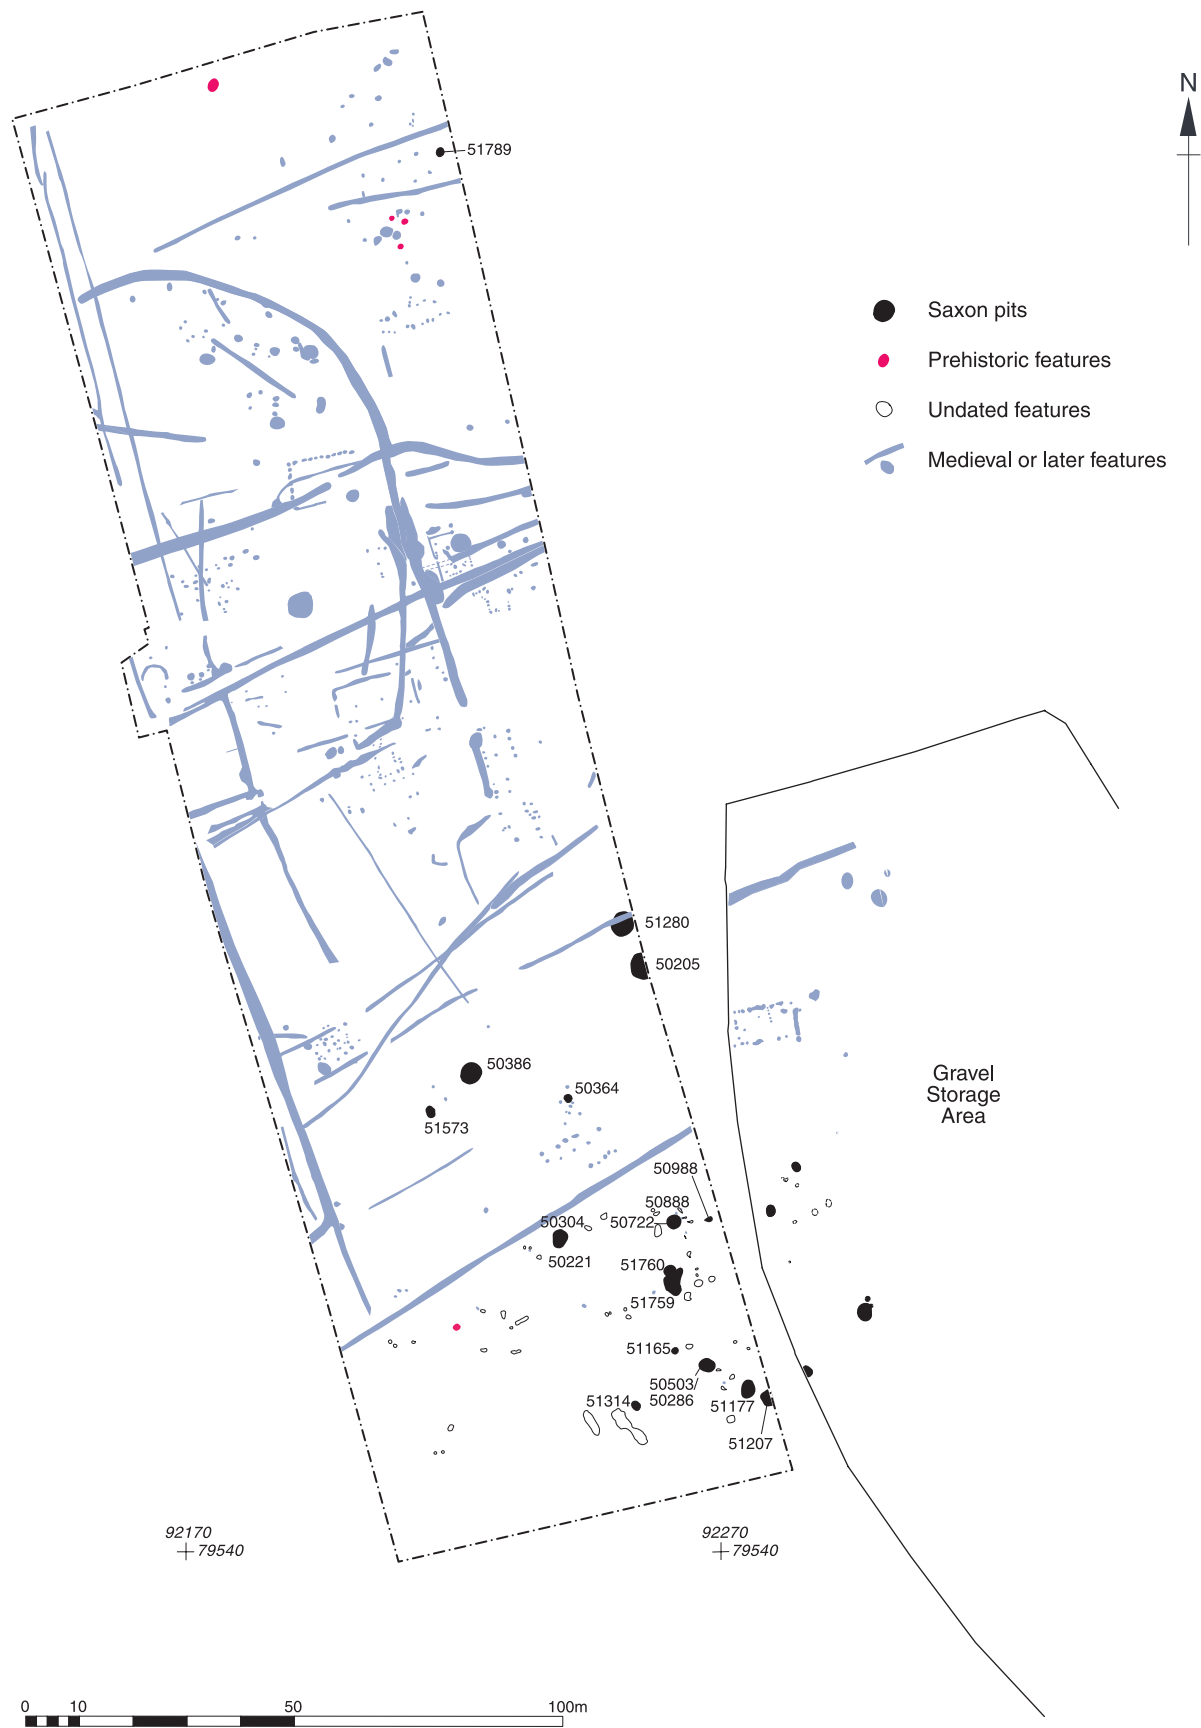 N
51789
Saxon pits
Prehistoric features
Undated features
Medieval or later features
51280
50205
50386
50364
51573
Gravel
Storage
Area
50988
50888
50304
50722
50221
51760
51759
51165
50503/
50286
51314
51177
51207
92170
79540
92270
79540
0 10 50 100m